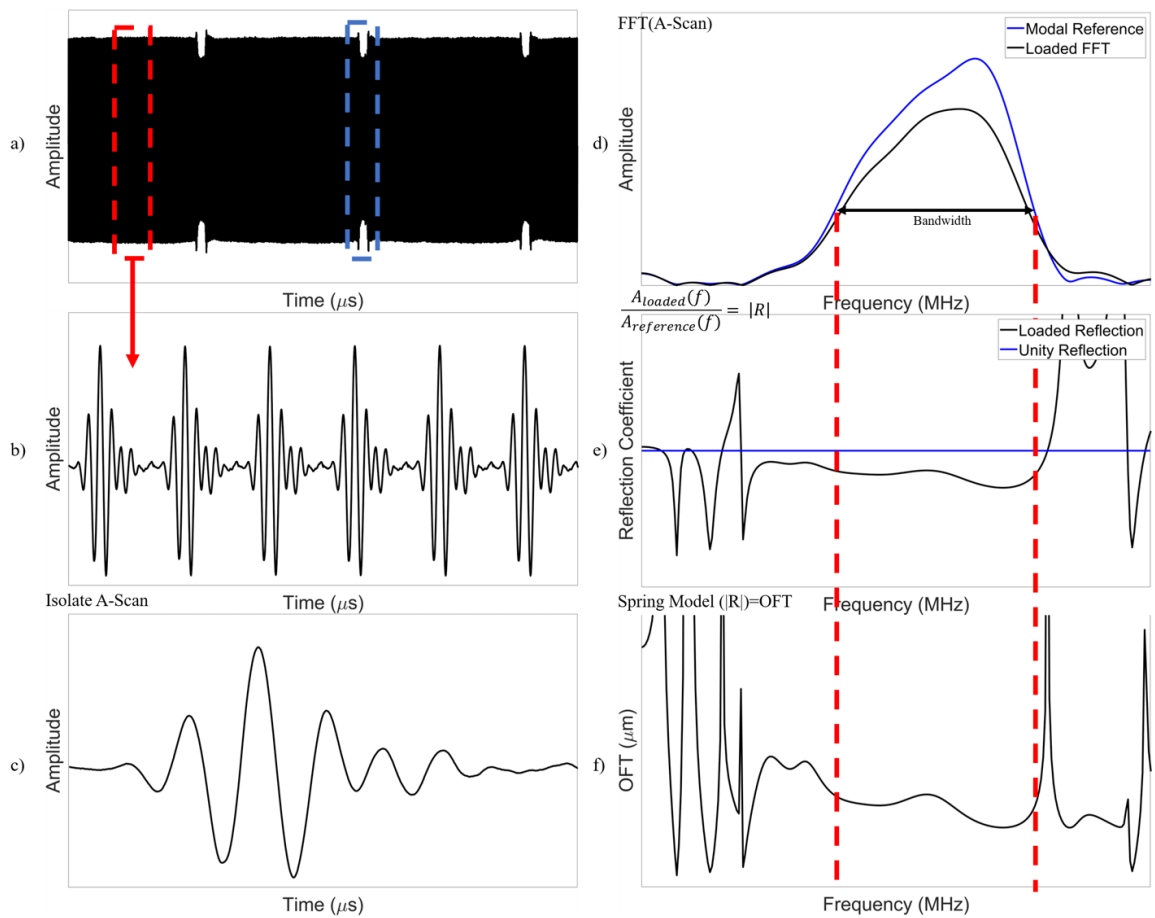 a)
Amplitude
Time (μs)
b)
Amplitude
Time (μs)
Isolate A-Scan
c)
Amplitude
Time (μs)
FFT(A-Scan)
Modal Reference
Loaded FFT
d)
Amplitude
Bandwidth
Frequency (MHz)
A_loaded(f)
A_reference(f) = |R|
Loaded Reflection
Unity Reflection
e)
Reflection Coefficient
Frequency (MHz)
Spring Model (|R|)=OFT
f)
OFT (μm)
Frequency (MHz)